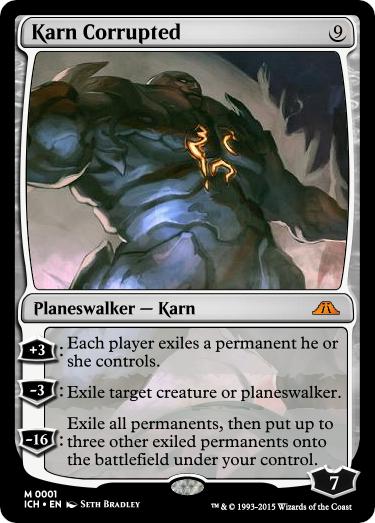 Karn Corrupted 9
Planeswalker — Karn
+3: Each player exiles a permanent he or
she controls.
-3: Exile target creature or planeswalker.
Exile all permanents, then put up to
-16: three other exiled permanents onto
the battlefield under your control.
7
M 0001
ICH • EN Seth Bradley
™ & © 1993-2015 Wizards of the Coast